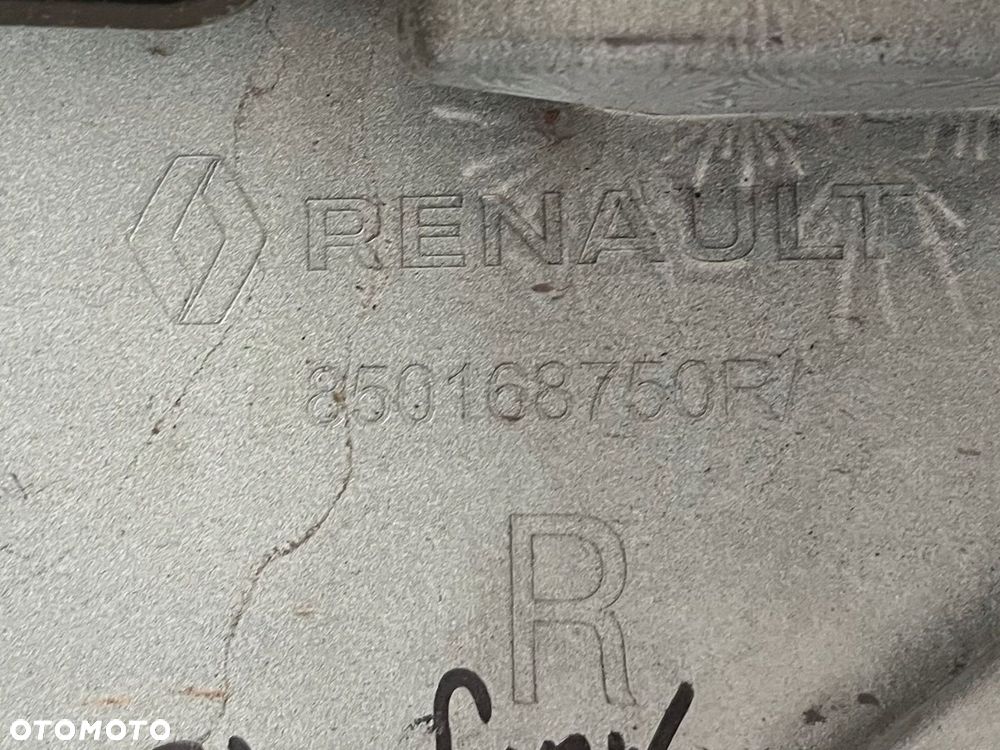 RENAULT
850168750R/
R
OTOMOTO